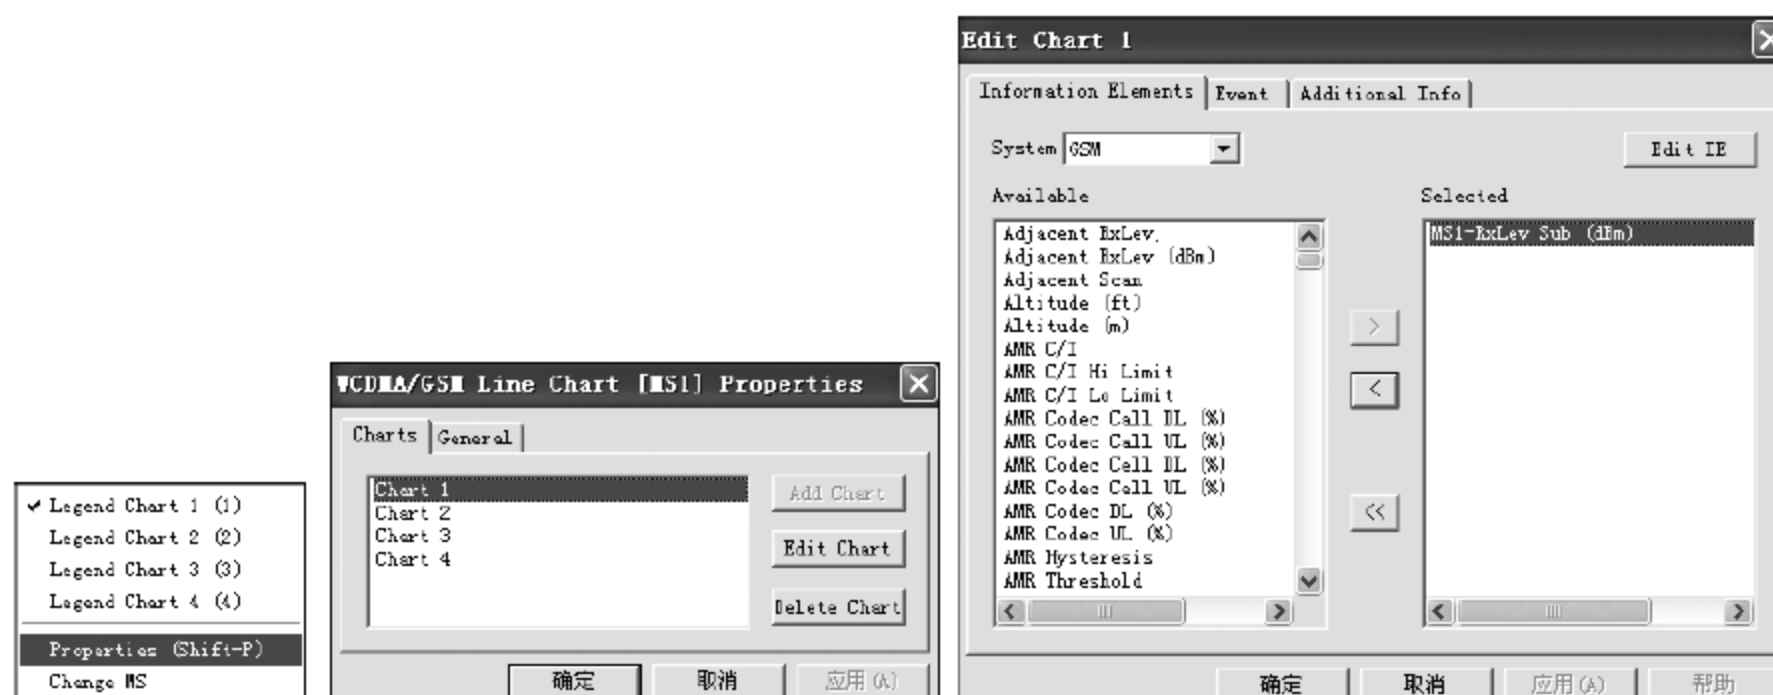 Legend Chart 1 (1)
Legend Chart 2 (2)
Legend Chart 3 (3)
Legend Chart 4 (4)
Properties (Shift-P)
Change MS
WCDMA/GSM Line Chart [MS1] Properties
Charts
General
Chart 1
Chart 2
Chart 3
Chart 4
Add Chart
Edit Chart
Delete Chart
确定
取消
应用(A)
Edit Chart 1
Information Elements
Event
Additional Info
System
GSM
Edit IE
Available
Selected
Adjacent RxLev
Adjacent RxLev (dBm)
Adjacent Scan
Altitude (ft)
Altitude (m)
AMR C/I
AMR C/I Hi Limit
AMR C/I Lo Limit
AMR Codec Call DL (%)
AMR Codec Call UL (%)
AMR Codec Cell DL (%)
AMR Codec Cell UL (%)
AMR Codec DL (%)
AMR Codec UL (%)
AMR Hysteresis
AMR Threshold
>
<
<<
MS1-RxLev Sub (dBm)
确定
取消
应用(A)
帮助